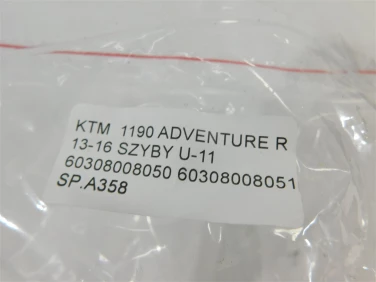 KTM 1190 ADVENTURE R
13-16 SZYBY U-11
60308008050 60308008051
SP.A358